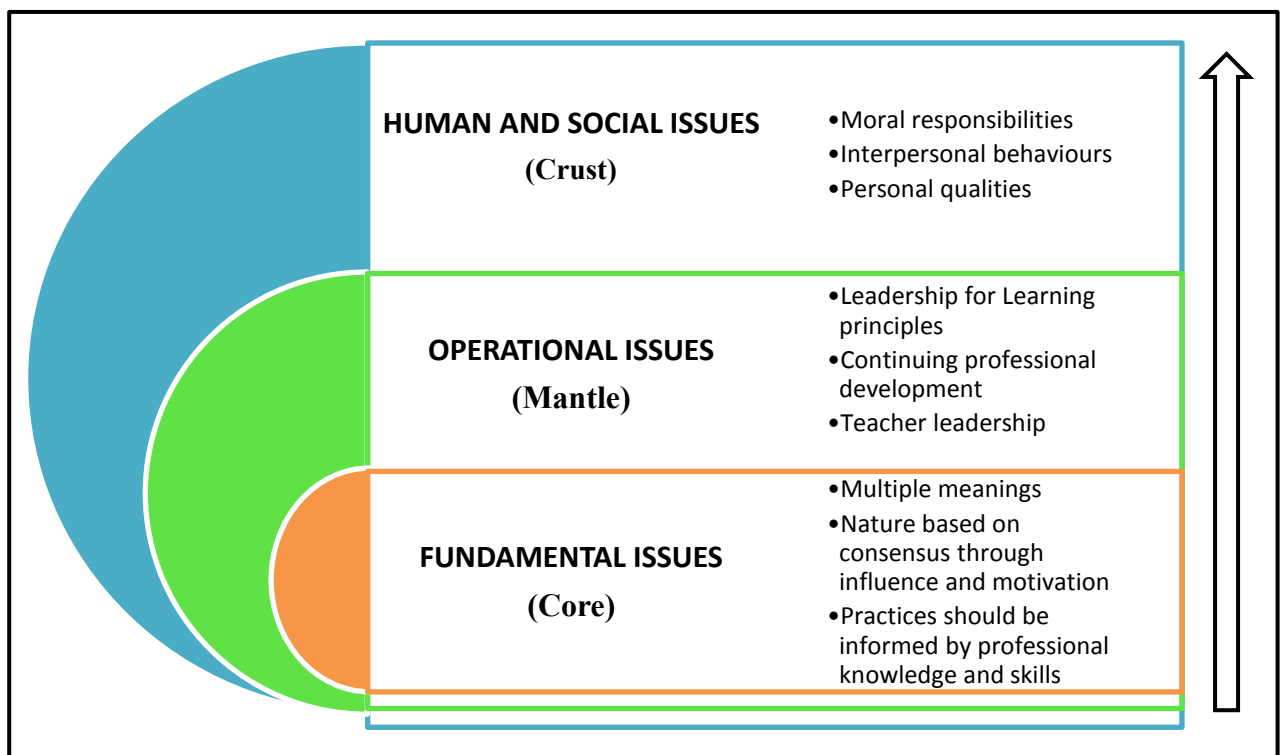 HUMAN AND SOCIAL ISSUES
(Crust)
•Moral responsibilities
•Interpersonal behaviours
•Personal qualities
OPERATIONAL ISSUES
(Mantle)
•Leadership for Learning
principles
•Continuing professional
development
•Teacher leadership
FUNDAMENTAL ISSUES
(Core)
•Multiple meanings
•Nature based on
consensus through
influence and motivation
•Practices should be
informed by professional
knowledge and skills